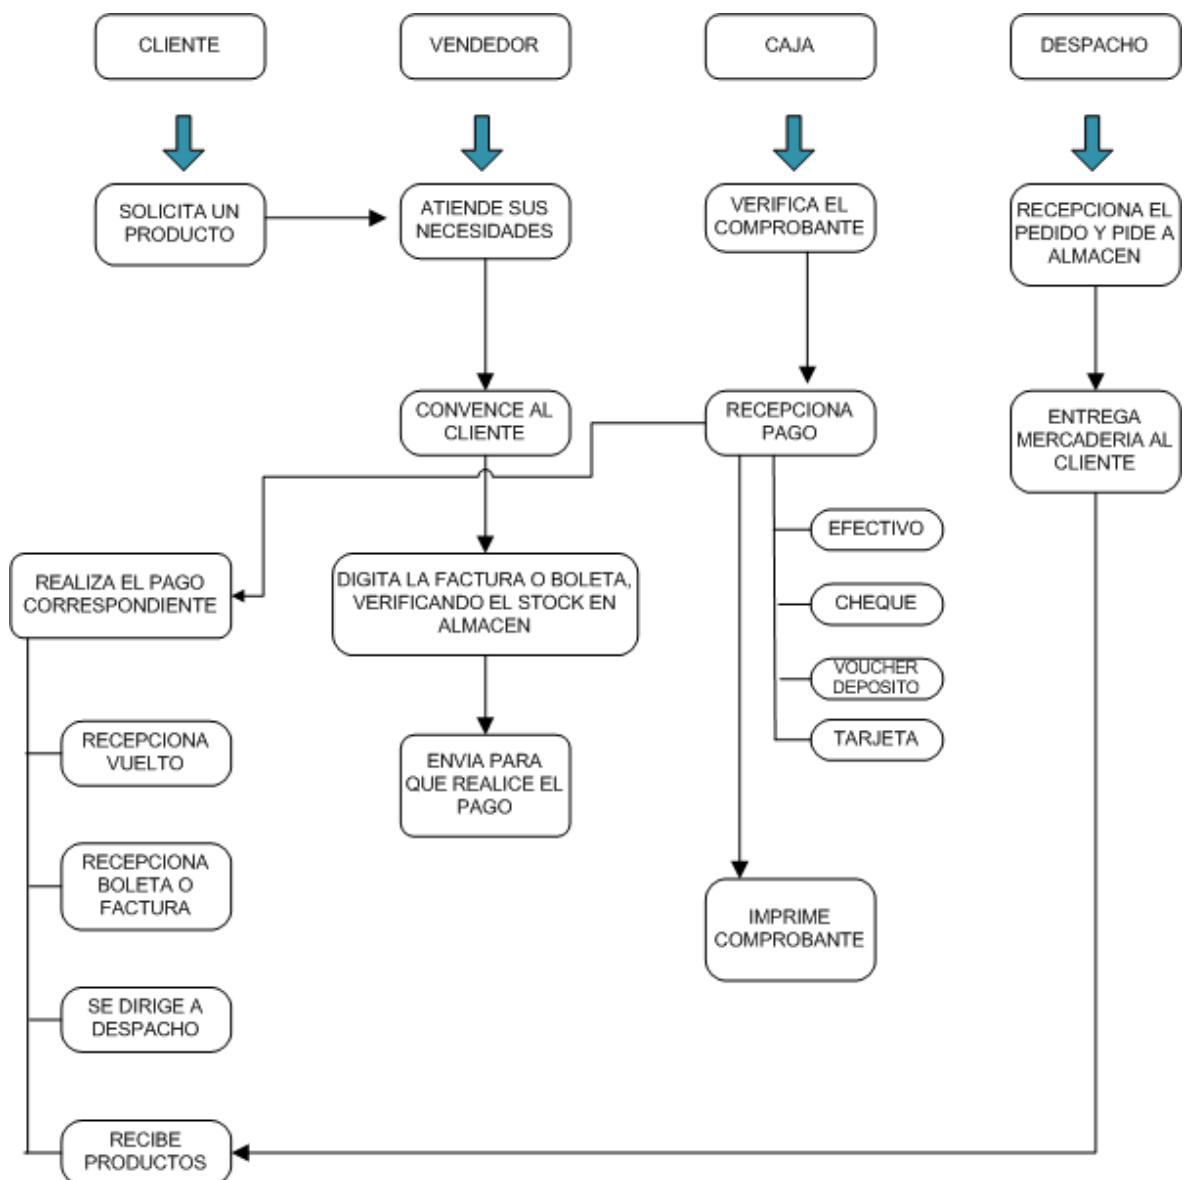 CLIENTE
VENDEDOR
CAJA
DESPACHO
SOLICITA UN
PRODUCTO
ATIENDE SUS
NECESIDADES
VERIFICA EL
COMPROBANTE
RECEPCIONA EL
PEDIDO Y PIDE A
ALMACEN
CONVENCE AL
CLIENTE
RECEPCIONA
PAGO
ENTREGA
MERCADERIA AL
CLIENTE
EFECTIVO
CHEQUE
VOUCHER
DEPOSITO
TARJETA
REALIZA EL PAGO
CORRESPONDIENTE
DIGITA LA FACTURA O BOLETA,
VERIFICANDO EL STOCK EN
ALMACEN
RECEPCIONA
VUELTO
ENVIA PARA
QUE REALICE EL
PAGO
RECEPCIONA
BOLETA O
FACTURA
IMPRIME
COMPROBANTE
SE DIRIGE A
DESPACHO
RECIBE
PRODUCTOS